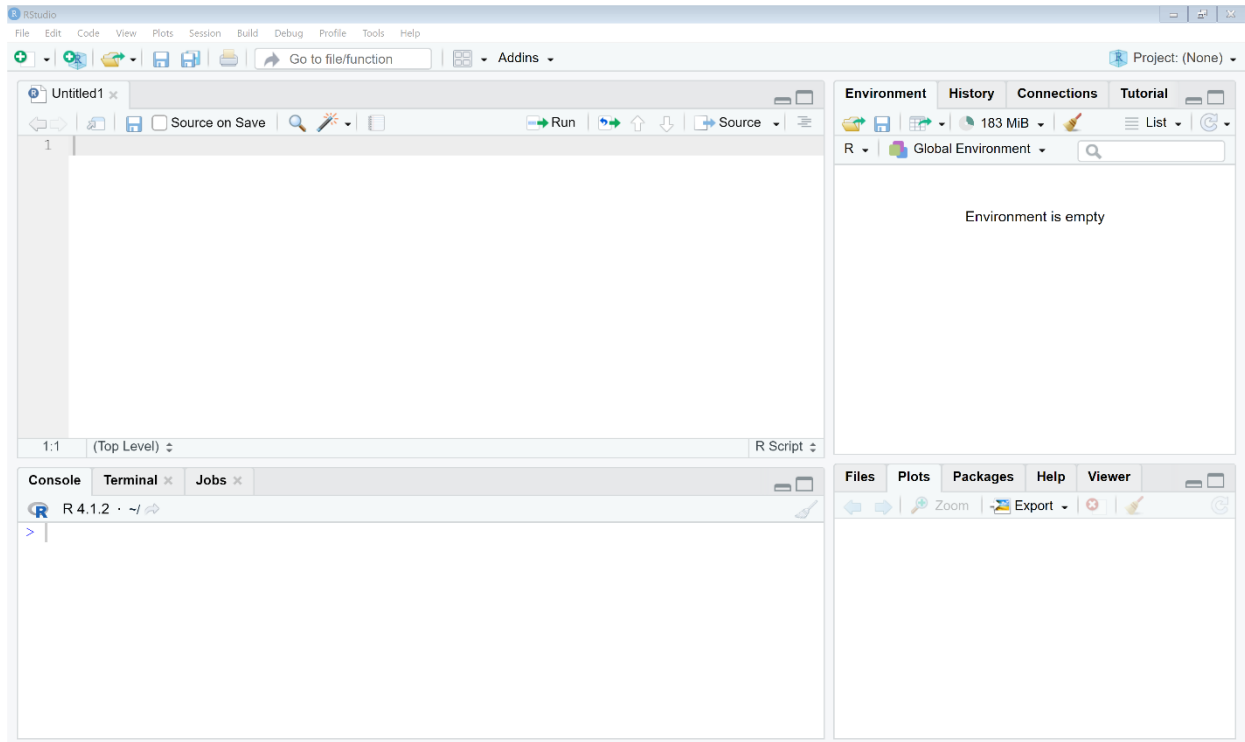 RStudio
File Edit Code View Plots Session Build Debug Profile Tools Help
Go to file/function Addins Project: (None)
Untitled1
Source on Save Run Source
1
1:1 (Top Level) R Script
Console Terminal Jobs
R 4.1.2 · ~/
>
Environment History Connections Tutorial
183 MiB List
R Global Environment
Environment is empty
Files Plots Packages Help Viewer
Zoom Export